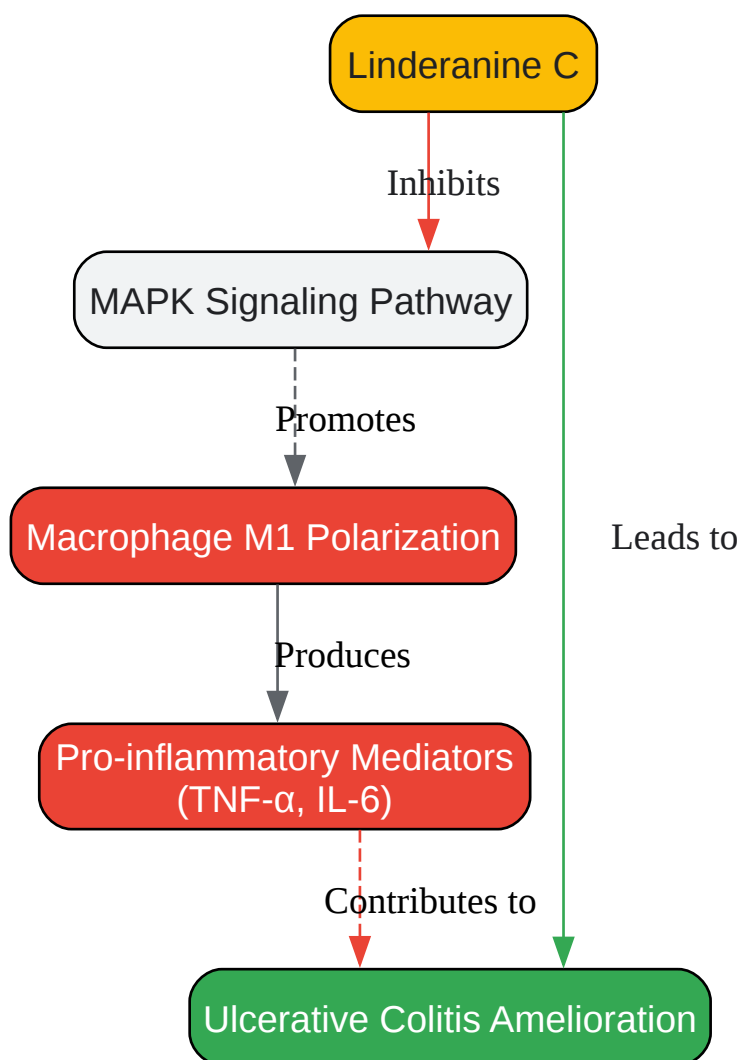 Linderanine C
Inhibits
MAPK Signaling Pathway
Promotes
Macrophage M1 Polarization
Leads to
Produces
Pro-inflammatory Mediators
(TNF-α, IL-6)
Contributes to
Ulcerative Colitis Amelioration